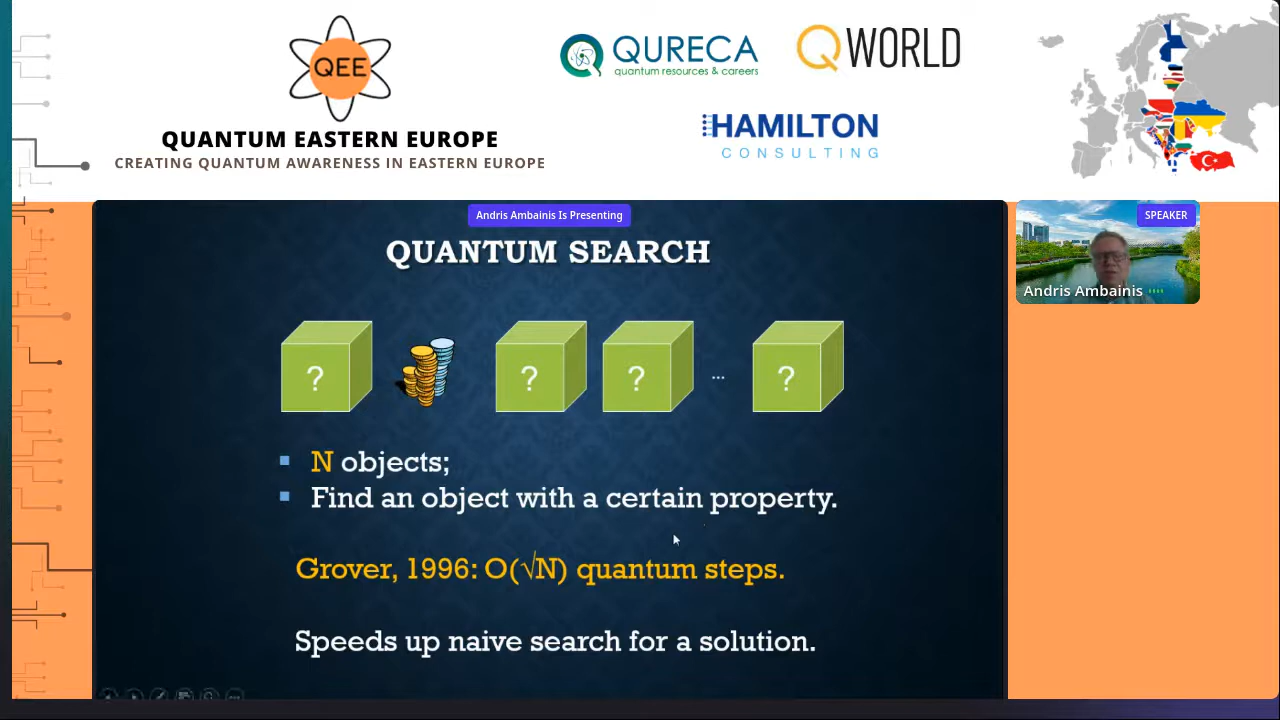 QEE
QUANTUM EASTERN EUROPE
CREATING QUANTUM AWARENESS IN EASTERN EUROPE
QURECA
quantum resources & careers
QWORLD
HAMILTON
CONSULTING
Andris Ambainis Is Presenting
SPEAKER
Andris Ambainis
QUANTUM SEARCH
? ? ? ... ?
N objects;
Find an object with a certain property.
Grover, 1996: O(√N) quantum steps.
Speeds up naive search for a solution.